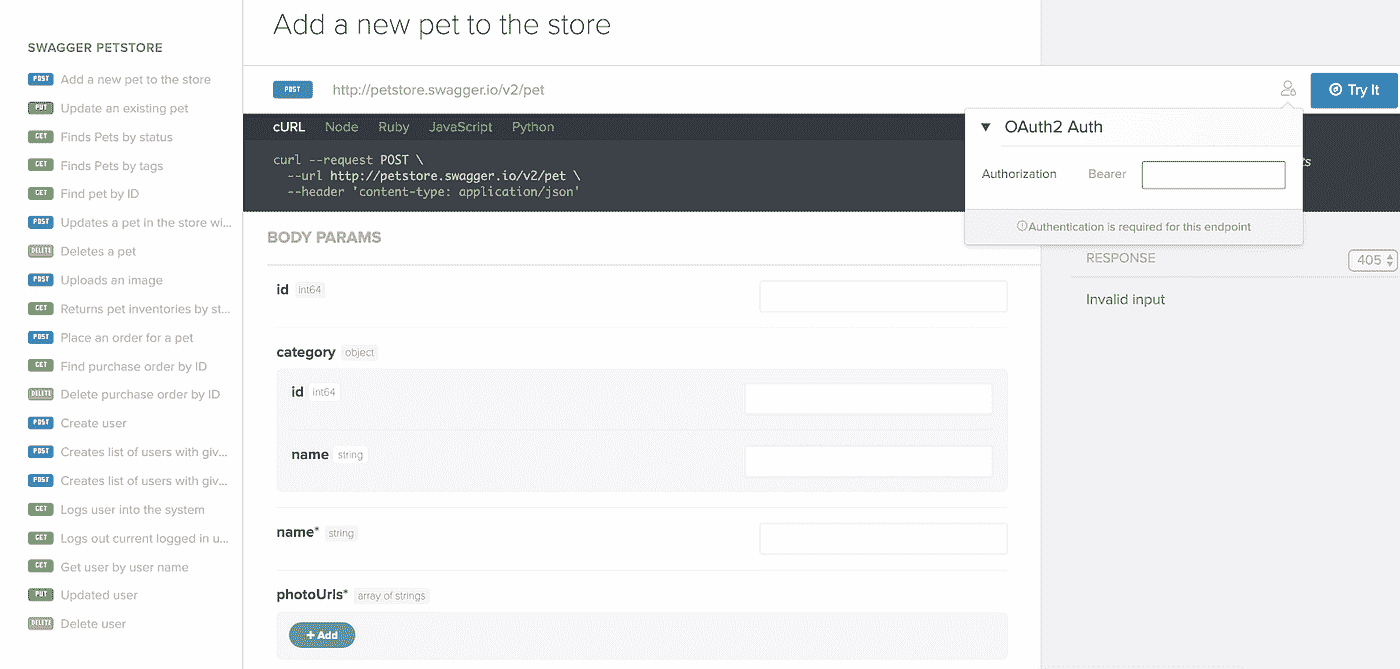 SWAGGER PETSTORE
POST Add a new pet to the store
PUT Update an existing pet
GET Finds Pets by status
GET Finds Pets by tags
GET Find pet by ID
POST Updates a pet in the store wi...
DELETE Deletes a pet
POST Uploads an image
GET Returns pet inventories by st...
POST Place an order for a pet
GET Find purchase order by ID
DELETE Delete purchase order by ID
POST Create user
POST Creates list of users with giv...
POST Creates list of users with giv...
GET Logs user into the system
GET Logs out current logged in u...
GET Get user by user name
PUT Updated user
DELETE Delete user
Add a new pet to the store
POST http://petstore.swagger.io/v2/pet
Try It
cURL Node Ruby JavaScript Python
curl --request POST \
--url http://petstore.swagger.io/v2/pet \
--header 'content-type: application/json'
▼ OAuth2 Auth
Authorization Bearer
Authentication is required for this endpoint
BODY PARAMS
id int64
category object
id int64
name string
name* string
photoUrls* array of strings
+ Add
RESPONSE 405
Invalid input